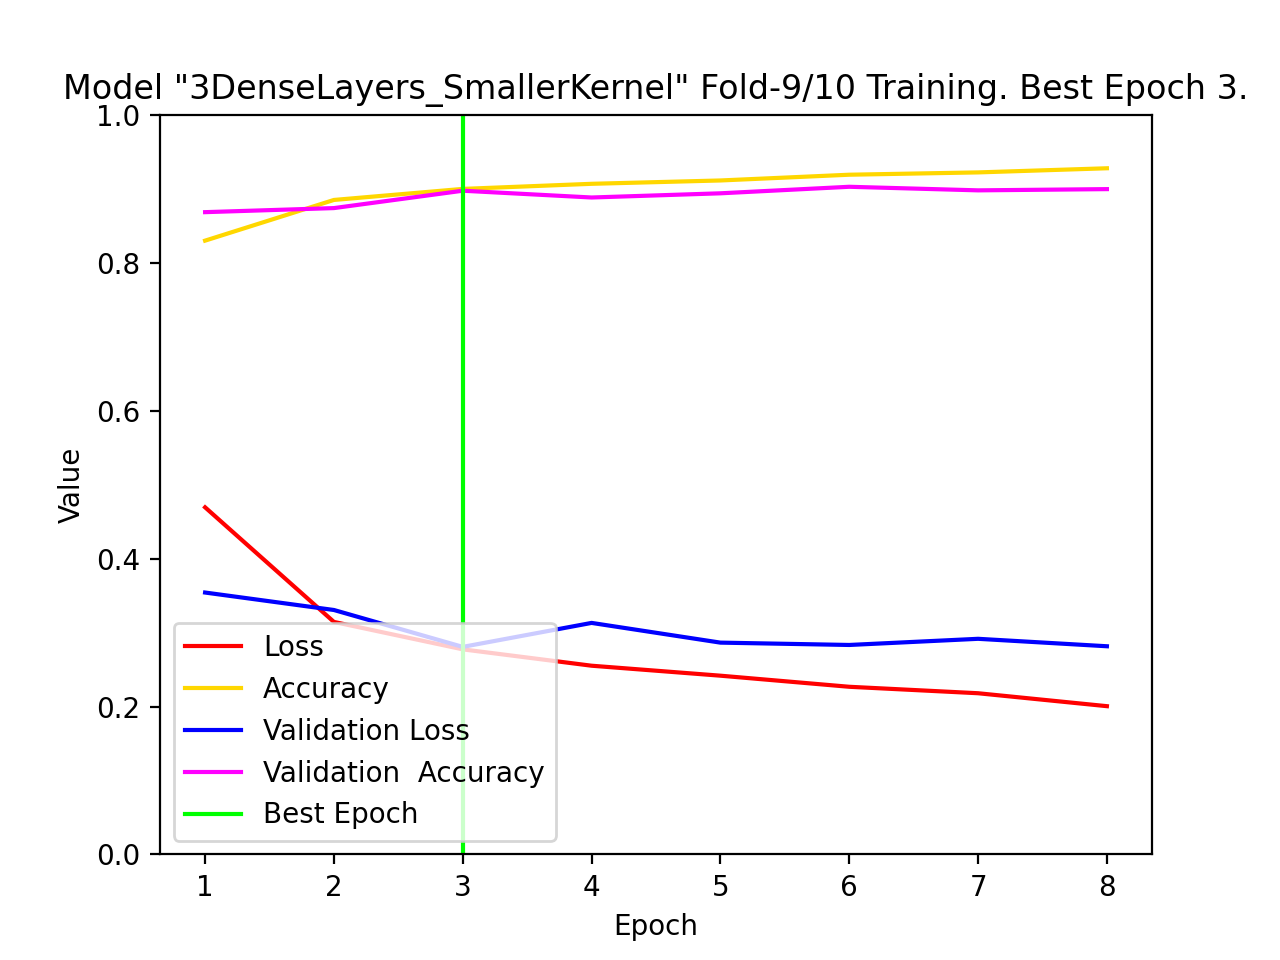 Model "3DenseLayers_SmallerKernel" Fold-9/10 Training. Best Epoch 3.
1.0
0.8
0.6
0.4
0.2
0.0
Value
Loss
Accuracy
Validation Loss
Validation  Accuracy
Best Epoch
1 2 3 4 5 6 7 8
Epoch